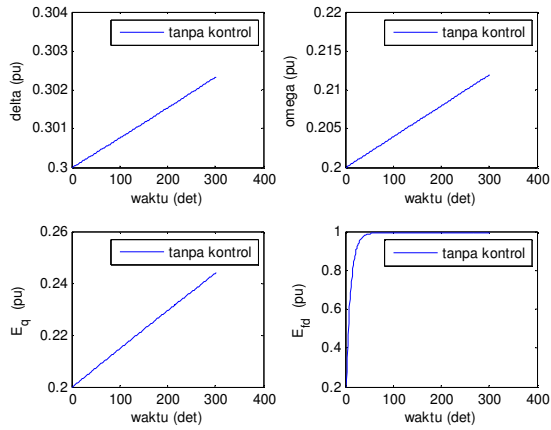 0.304
0.303
0.302
0.301
0.3
0 100 200 300 400
waktu (det)
delta (pu)
tanpa kontrol
0.22
0.215
0.21
0.205
0.2
0 100 200 300 400
waktu (det)
omega (pu)
tanpa kontrol
0.26
0.24
0.22
0.2
0 100 200 300 400
waktu (det)
E_q (pu)
tanpa kontrol
1
0.8
0.6
0.4
0.2
0 100 200 300 400
waktu (det)
E_fd (pu)
tanpa kontrol